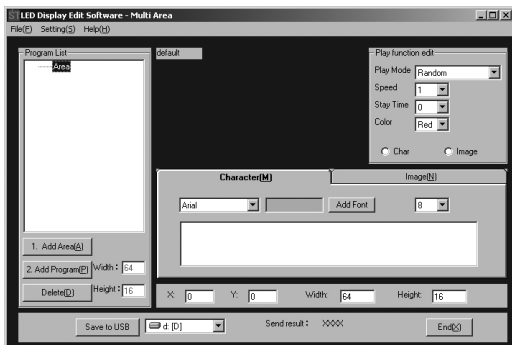 LED Display Edit Software - Multi Area
File(F) Setting(S) Help(H)
Program List
Area
1. Add Area(A)
2. Add Program(P)
Width : 64
Delete(D)
Height : 16
default
Play function edit
Play Mode Random
Speed 1
Stay Time 0
Color Red
Char Image
Character(M) Image(N)
Arial Add Font 8
X: 0 Y: 0 Width: 64 Height: 16
Save to USB d: [D] Send result : XXXX End(X)